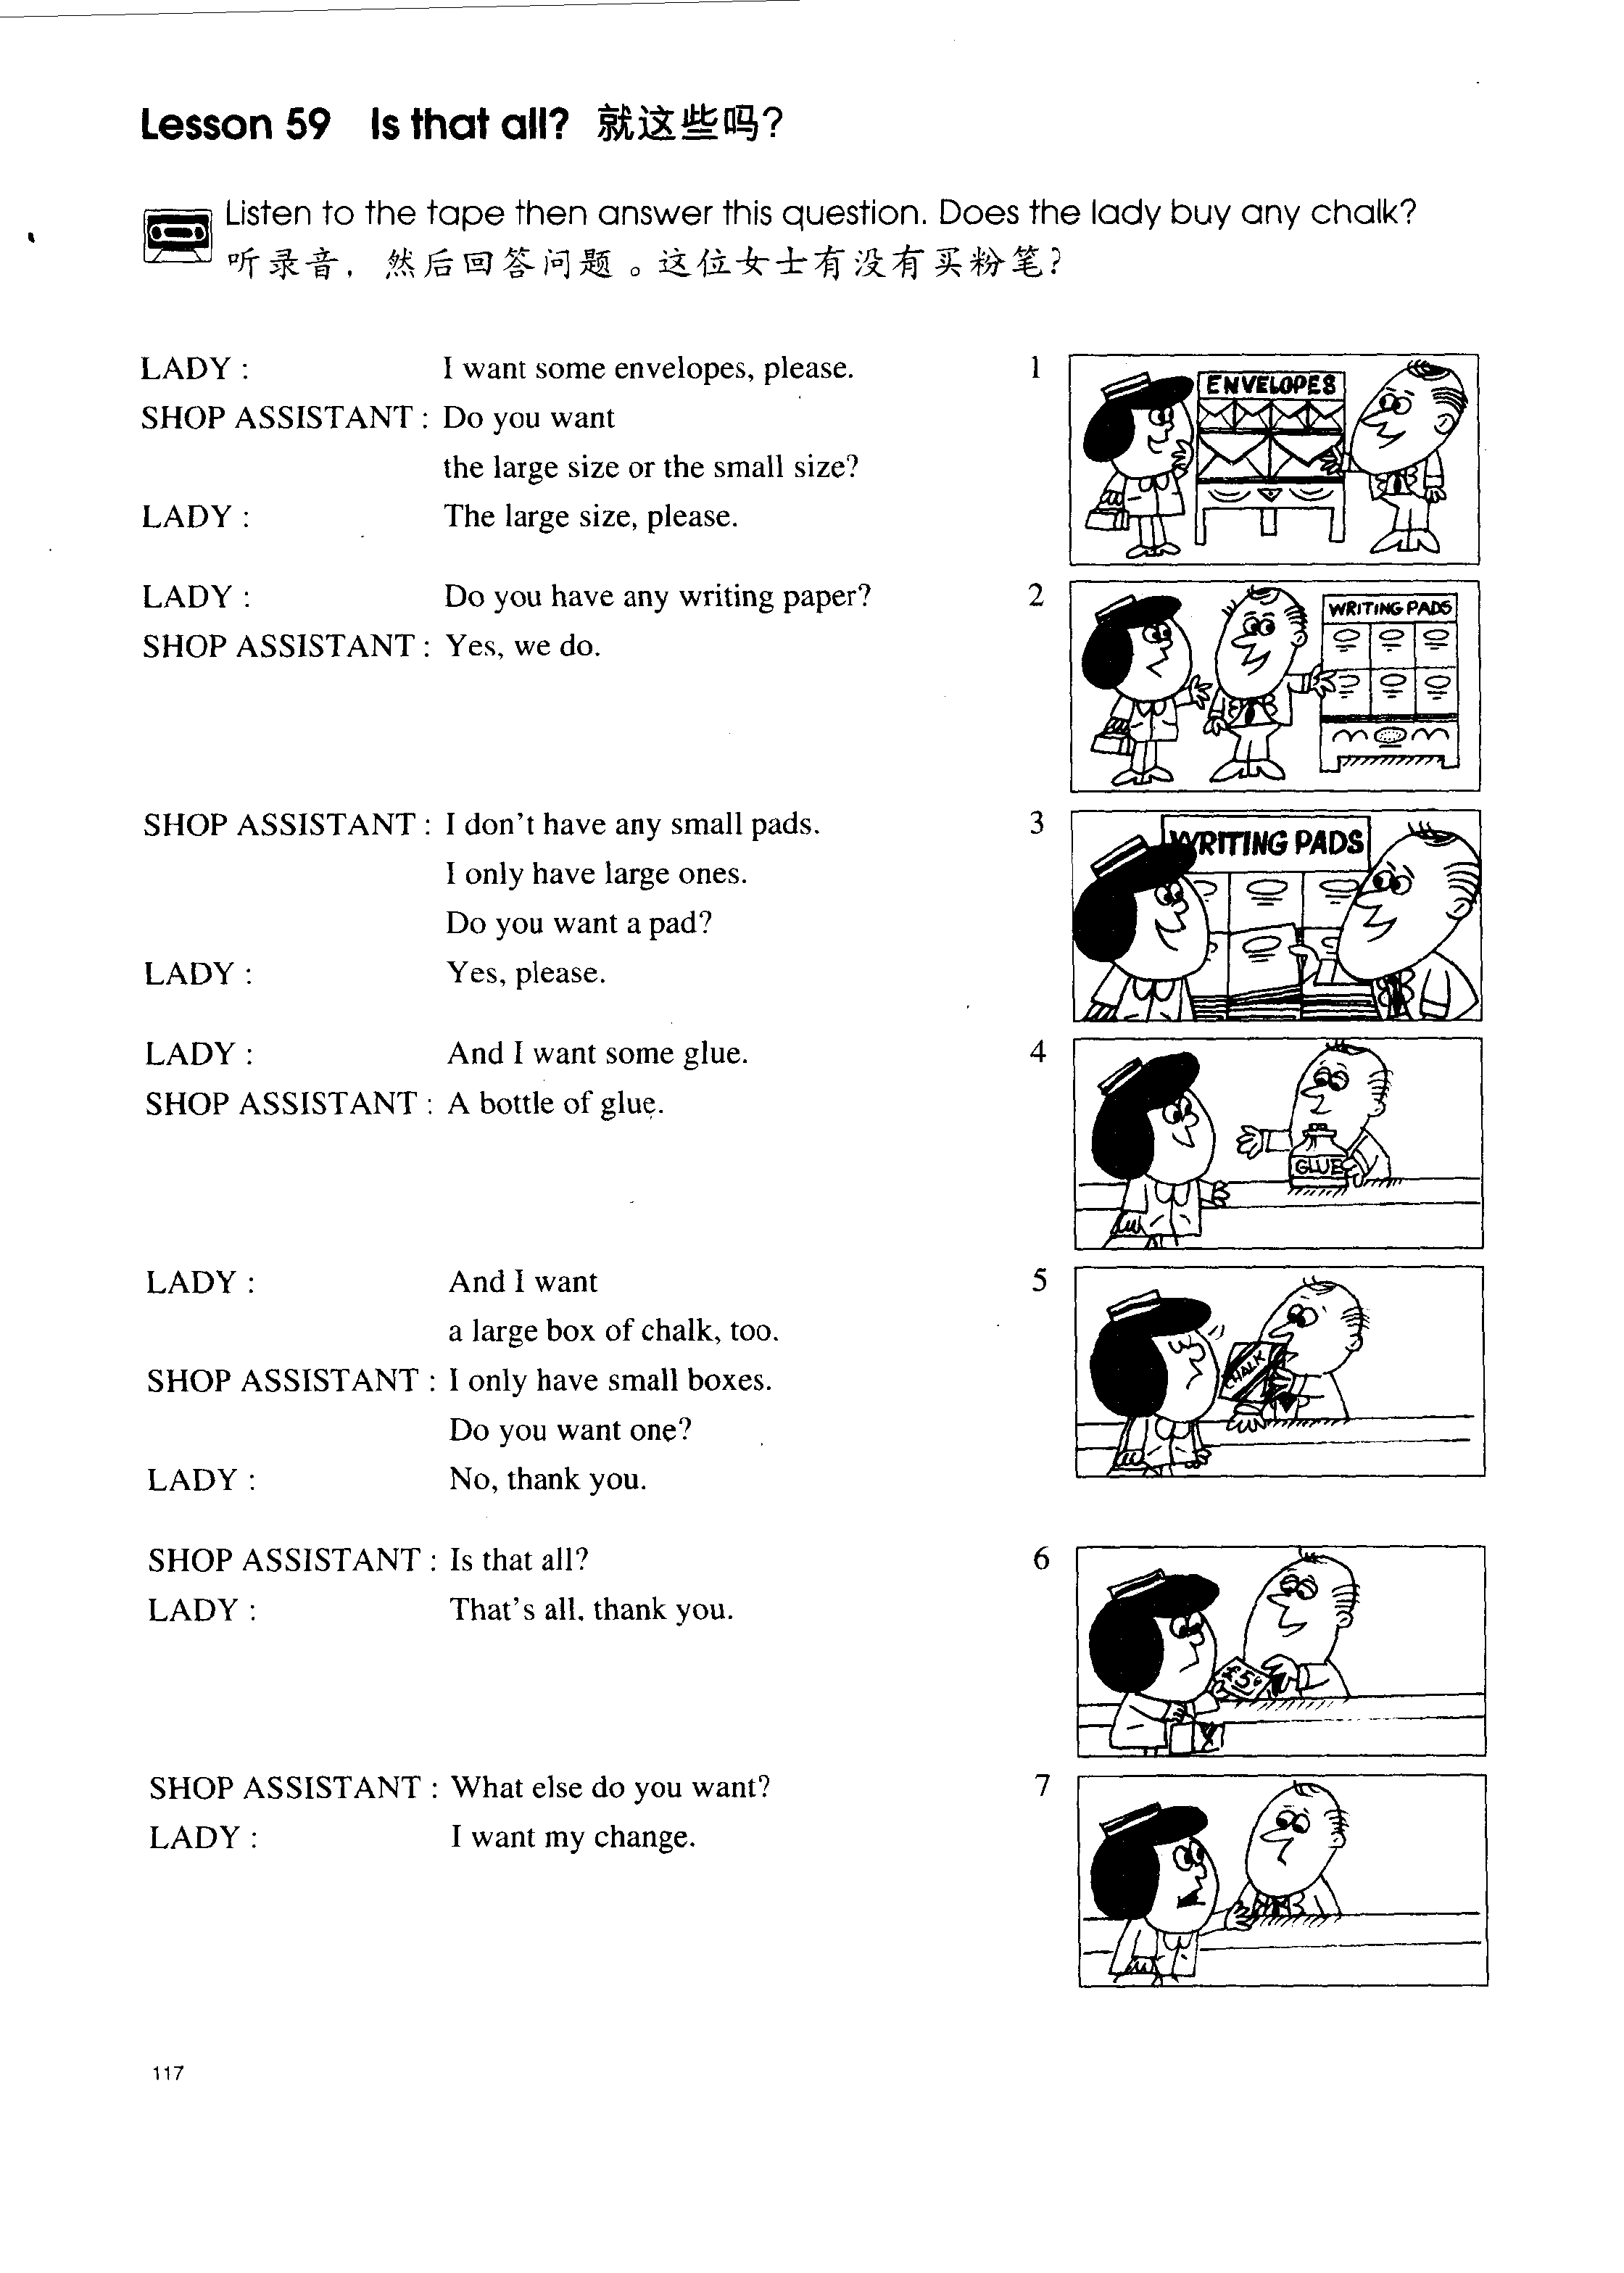 Lesson 59 Is that all? 就这些吗?
Listen to the tape then answer this question. Does the lady buy any chalk?
听录音, 然后回答问题。这位女士有没有买粉笔?
LADY : I want some envelopes, please.
SHOP ASSISTANT : Do you want
the large size or the small size?
LADY : The large size, please.
1
ENVELOPES
LADY : Do you have any writing paper?
SHOP ASSISTANT : Yes, we do.
2
WRITING PADS
SHOP ASSISTANT : I don't have any small pads.
I only have large ones.
Do you want a pad?
LADY : Yes, please.
3
WRITING PADS
LADY : And I want some glue.
SHOP ASSISTANT : A bottle of glue.
4
GLUE
LADY : And I want
a large box of chalk, too.
SHOP ASSISTANT : I only have small boxes.
Do you want one?
LADY : No, thank you.
5
CHALK
SHOP ASSISTANT : Is that all?
LADY : That's all, thank you.
6
£5
SHOP ASSISTANT : What else do you want?
LADY : I want my change.
7
117